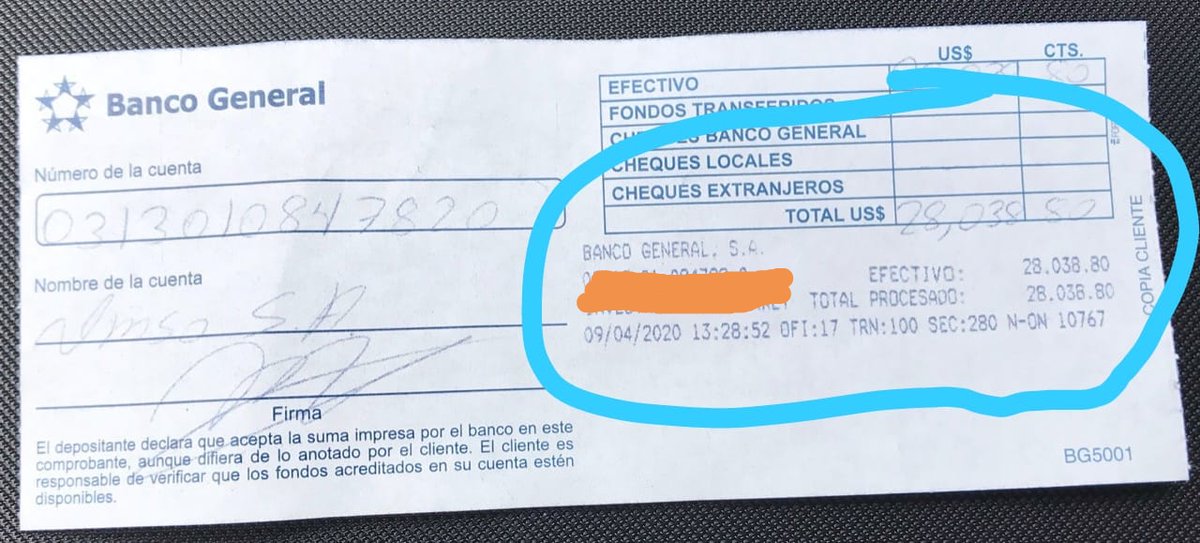 Banco General
Número de la cuenta
0313010847820
Nombre de la cuenta
S.A.
Firma
El depositante declara que acepta la suma impresa por el banco en este
comprobante, aunque difiera de lo anotado por el cliente. El cliente es
responsable de verificar que los fondos acreditados en su cuenta estén
disponibles.
US$ CTS.
EFECTIVO 80
FONDOS TRANSFERIDOS
CHEQUES BANCO GENERAL
CHEQUES LOCALES
CHEQUES EXTRANJEROS
TOTAL US$ 28,038 80
BANCO GENERAL, S.A.
EFECTIVO: 28.038.80
TOTAL PROCESADO: 28.038.80
09/04/2020 13:28:52 OFI:17 TRN:100 SEC:280 N-ON 10767
COPIA CLIENTE
BG5001